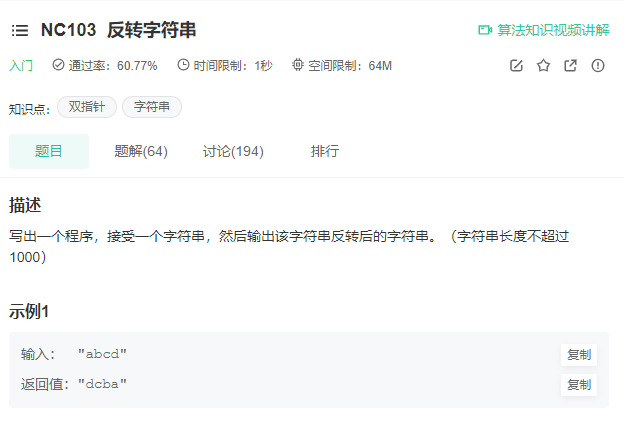 NC103 反转字符串 算法知识视频讲解
入门 通过率：60.77% 时间限制：1秒 空间限制：64M
知识点： 双指针 字符串
题目 题解(64) 讨论(194) 排行
描述
写出一个程序，接受一个字符串，然后输出该字符串反转后的字符串。（字符串长度不超过
1000）
示例1
输入： "abcd" 复制
返回值："dcba" 复制